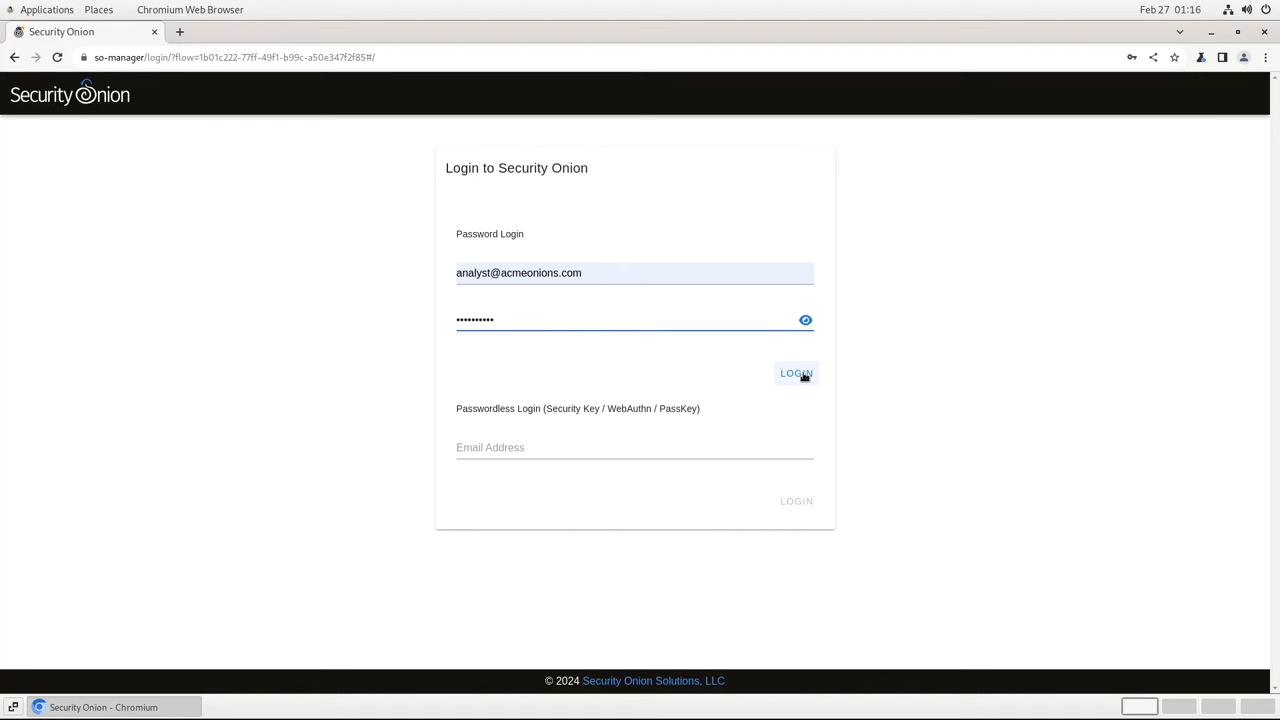 Applications Places Chromium Web Browser Feb 27 01:16
Security Onion
so-manager/login/?flow=1b01c222-77ff-49f1-b99c-a50e347f2f85#/
Security Onion
Login to Security Onion
Password Login
analyst@acmeonions.com
••••••••••
LOGIN
Passwordless Login (Security Key / WebAuthn / PassKey)
Email Address
LOGIN
© 2024 Security Onion Solutions, LLC
Security Onion - Chromium